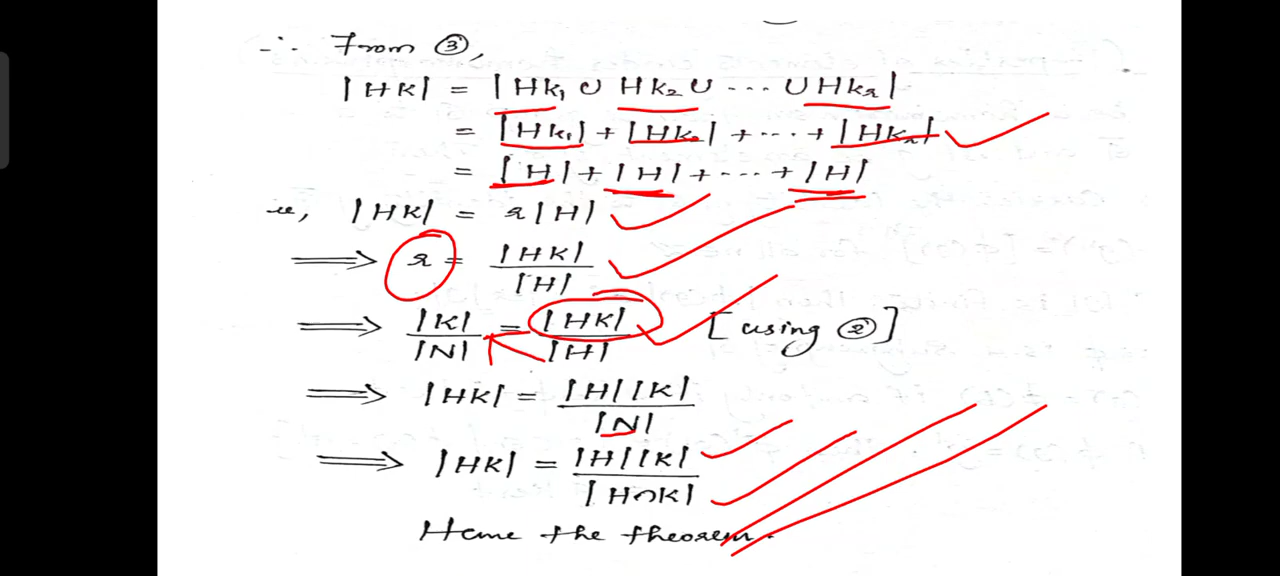 ∴ From ③,
|HK| = |Hk₁ ∪ Hk₂ ∪ ··· ∪ Hkᵣ|
= |Hk₁| + |Hk₂| + ··· + |Hkᵣ|
= |H| + |H| + ··· + |H|
ie, |HK| = r|H|
⟹ r = |HK| / |H|
⟹ |K| / |N| = |HK| / |H| [using ②]
⟹ |HK| = |H||K| / |N|
⟹ |HK| = |H||K| / |H∩K|
Hence the theorem.